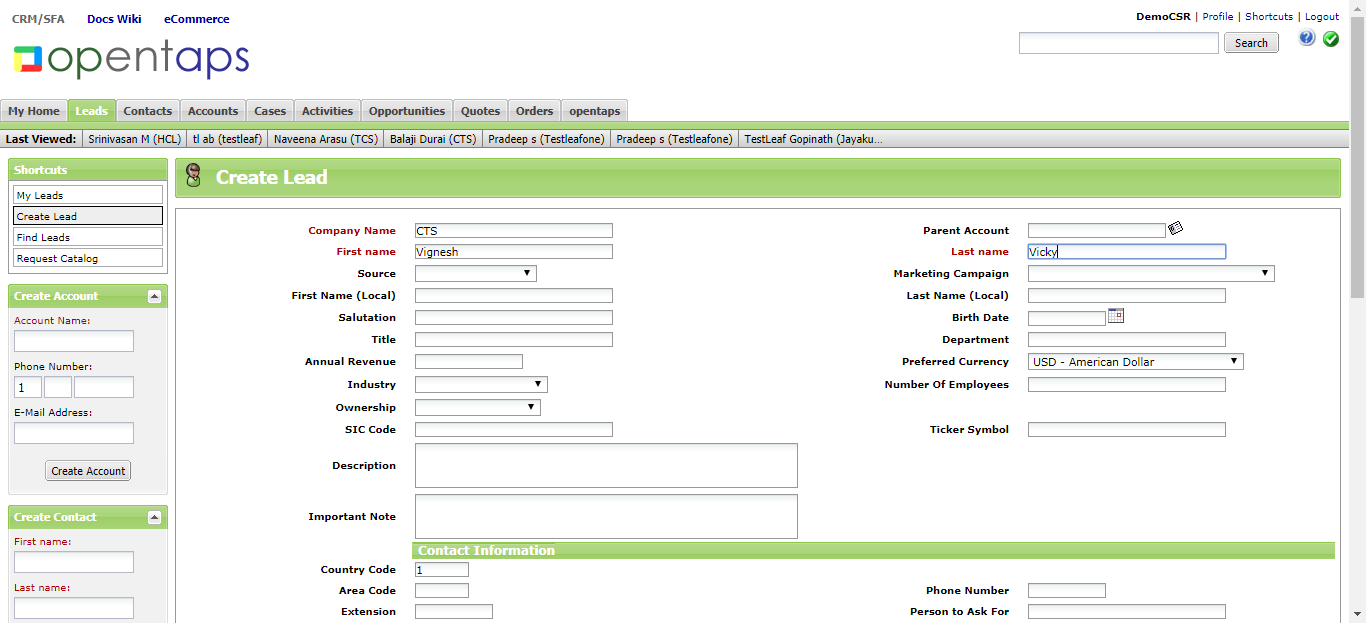 CRM/SFA Docs Wiki eCommerce
DemoCSR | Profile | Shortcuts | Logout
opentaps
Search
?
My Home Leads Contacts Accounts Cases Activities Opportunities Quotes Orders opentaps
Last Viewed: Srinivasan M (HCL) tl ab (testleaf) Naveena Arasu (TCS) Balaji Durai (CTS) Pradeep s (Testleafone) Pradeep s (Testleafone) TestLeaf Gopinath (Jayaku...
Shortcuts
My Leads
Create Lead
Find Leads
Request Catalog
Create Account
Account Name:
Phone Number:
1
E-Mail Address:
Create Account
Create Contact
First name:
Last name:
Create Lead
Company Name CTS Parent Account
First name Vignesh Last name Vicky
Source Marketing Campaign
First Name (Local) Last Name (Local)
Salutation Birth Date
Title Department
Annual Revenue Preferred Currency USD - American Dollar
Industry Number Of Employees
Ownership
SIC Code Ticker Symbol
Description
Important Note
Contact Information
Country Code 1
Area Code Phone Number
Extension Person to Ask For